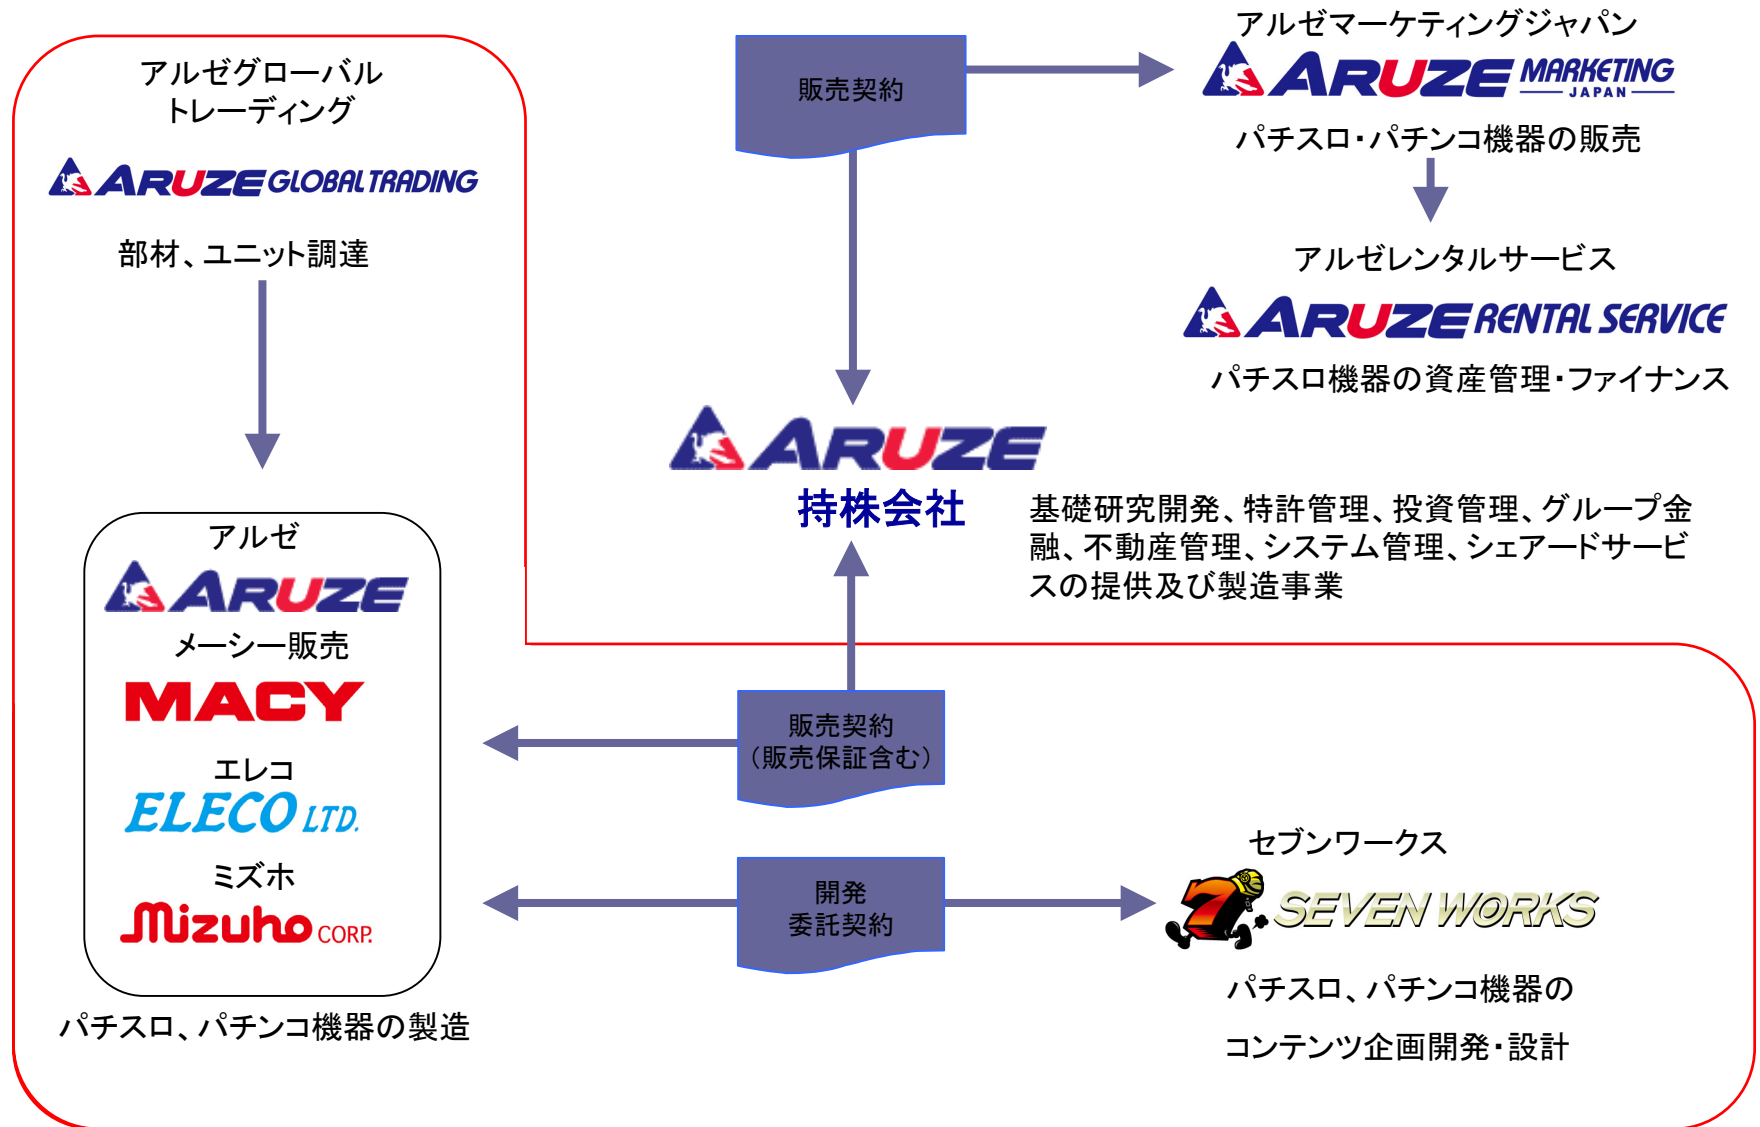 アルゼグローバル
トレーディング
ARUZE GLOBAL TRADING
部材、ユニット調達
アルゼ
ARUZE
メーシー販売
MACY
エレコ
ELECO LTD.
ミズホ
Mizuho CORP.
パチスロ、パチンコ機器の製造
販売契約
アルゼマーケティングジャパン
ARUZE MARKETING
JAPAN
パチスロ・パチンコ機器の販売
アルゼレンタルサービス
ARUZE RENTAL SERVICE
パチスロ機器の資産管理・ファイナンス
ARUZE
持株会社
基礎研究開発、特許管理、投資管理、グループ金
融、不動産管理、システム管理、シェアードサービ
スの提供及び製造事業
販売契約
（販売保証含む）
開発
委託契約
セブンワークス
7 SEVEN WORKS
パチスロ、パチンコ機器の
コンテンツ企画開発・設計